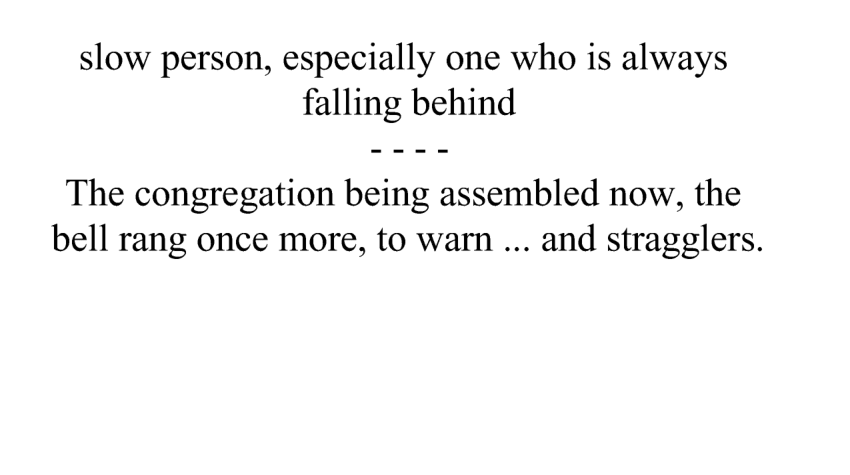 slow person, especially one who is always
falling behind
- - - -
The congregation being assembled now, the
bell rang once more, to warn ... and stragglers.